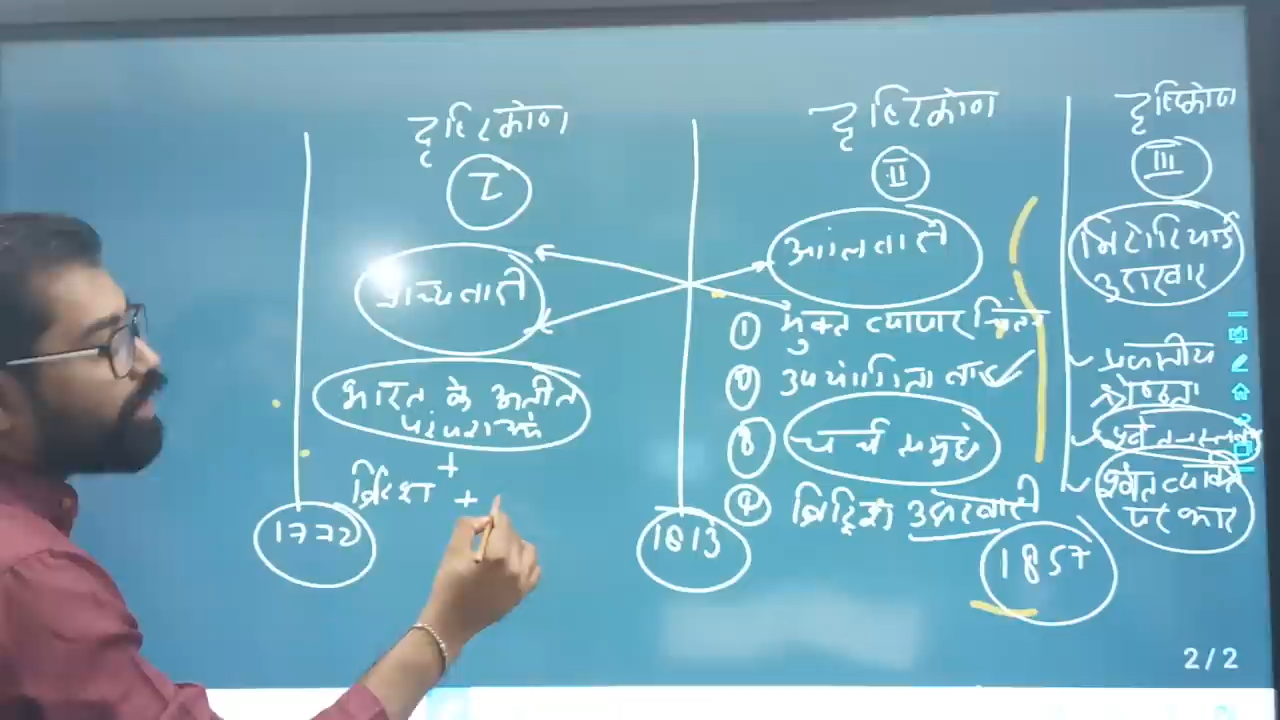 दृष्टिकोण
I
प्राच्यवादी
भारत के अतीत
परंपराओं
+
ब्रिटिश +
1772
दृष्टिकोण
II
आंग्लवादी
① मुक्त व्यापार
② उपयोगितावाद ✓
③ चर्च समूह
④ ब्रिटिश उदारवादी
1813
1857
दृष्टिकोण
III
उदारवाद
प्रजातीय
श्रेष्ठता
श्वेत
2/2